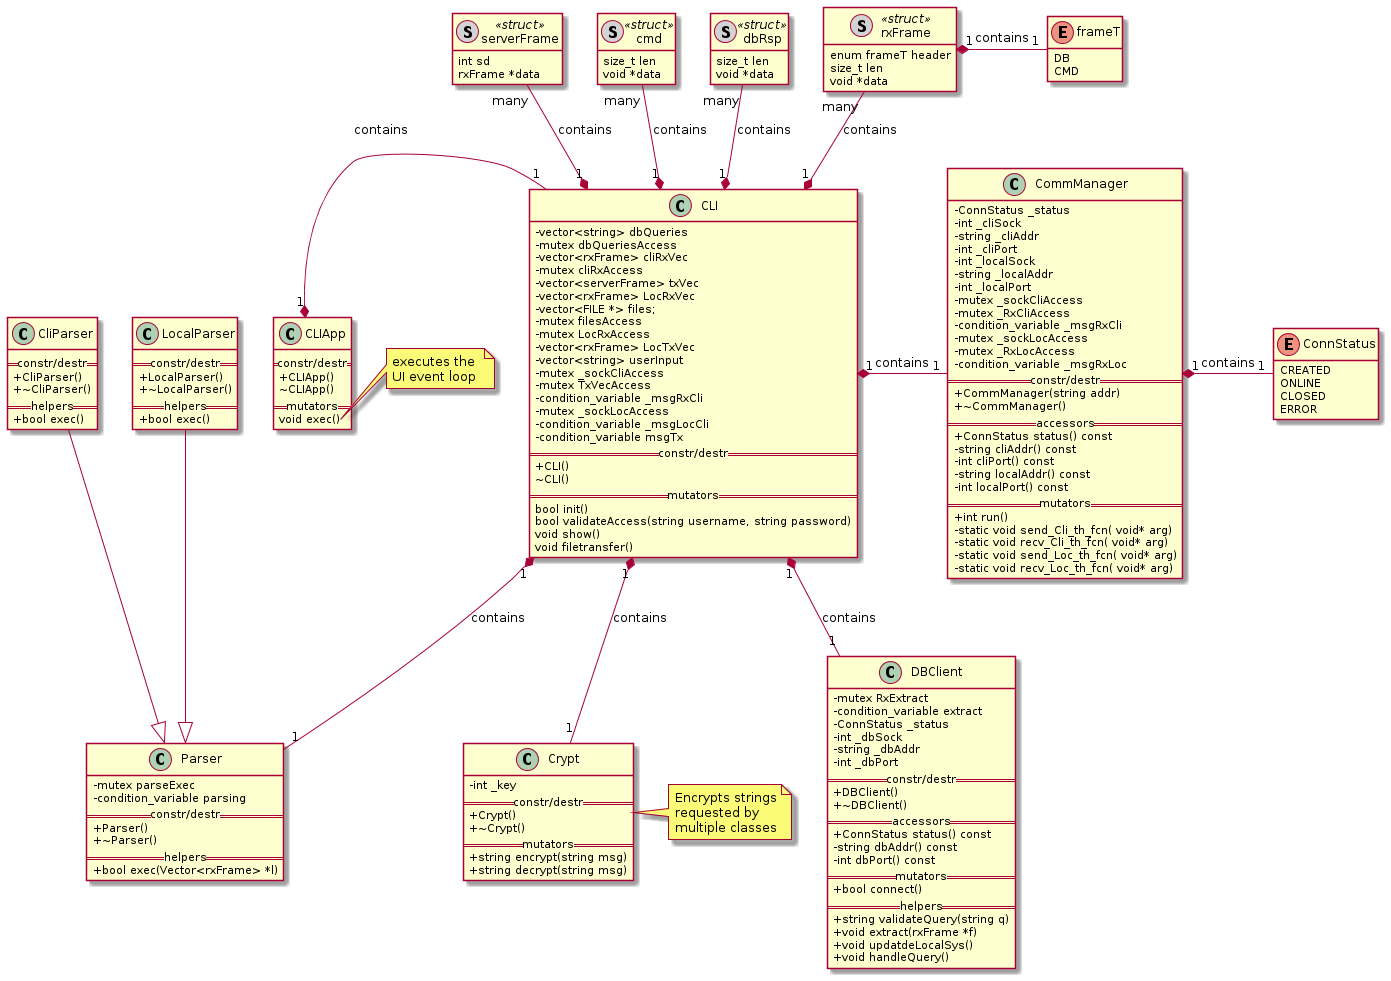 S «struct»
serverFrame
int sd
rxFrame *data
S «struct»
cmd
size_t len
void *data
S «struct»
dbRsp
size_t len
void *data
S «struct»
rxFrame
enum frameT header
size_t len
void *data
1 contains 1
E frameT
DB
CMD
many
many
many
many
contains
contains
contains
contains
contains
1
1
1
1
1
1
C CLI
-vector<string> dbQueries
-mutex dbQueriesAccess
-vector<rxFrame> cliRxVec
-mutex cliRxAccess
-vector<serverFrame> txVec
-vector<rxFrame> LocRxVec
-vector<FILE *> files;
-mutex filesAccess
-mutex LocRxAccess
-vector<rxFrame> LocTxVec
-vector<string> userInput
-mutex _sockCliAccess
-mutex TxVecAccess
-condition_variable _msgRxCli
-mutex _sockLocAccess
-condition_variable _msgLocCli
-condition_variable msgTx
constr/destr
+CLI()
~CLI()
mutators
bool init()
bool validateAccess(string username, string password)
void show()
void filetransfer()
1 contains 1
C CommManager
-ConnStatus _status
-int _cliSock
-string _cliAddr
-int _cliPort
-int _localSock
-string _localAddr
-int _localPort
-mutex _sockCliAccess
-mutex _RxCliAccess
-condition_variable _msgRxCli
-mutex _sockLocAccess
-mutex _RxLocAccess
-condition_variable _msgRxLoc
constr/destr
+CommManager(string addr)
+~CommManager()
accessors
+ConnStatus status() const
-string cliAddr() const
-int cliPort() const
-string localAddr() const
-int localPort() const
mutators
+int run()
-static void send_Cli_th_fcn( void* arg)
-static void recv_Cli_th_fcn( void* arg)
-static void send_Loc_th_fcn( void* arg)
-static void recv_Loc_th_fcn( void* arg)
1 contains 1
E ConnStatus
CREATED
ONLINE
CLOSED
ERROR
C CliParser
constr/destr
+CliParser()
+~CliParser()
helpers
+bool exec()
C LocalParser
constr/destr
+LocalParser()
+~LocalParser()
helpers
+bool exec()
C CLIApp
constr/destr
+CLIApp()
~CLIApp()
mutators
void exec()
executes the
UI event loop
1
1
1
contains
contains
contains
1
1
1
C Parser
-mutex parseExec
-condition_variable parsing
constr/destr
+Parser()
+~Parser()
helpers
+bool exec(Vector<rxFrame> *l)
C Crypt
-int _key
constr/destr
+Crypt()
+~Crypt()
mutators
+string encrypt(string msg)
+string decrypt(string msg)
Encrypts strings
requested by
multiple classes
C DBClient
-mutex RxExtract
-condition_variable extract
-ConnStatus _status
-int _dbSock
-string _dbAddr
-int _dbPort
constr/destr
+DBClient()
+~DBClient()
accessors
+ConnStatus status() const
-string dbAddr() const
-int dbPort() const
mutators
+bool connect()
helpers
+string validateQuery(string q)
+void extract(rxFrame *f)
+void updatdeLocalSys()
+void handleQuery()